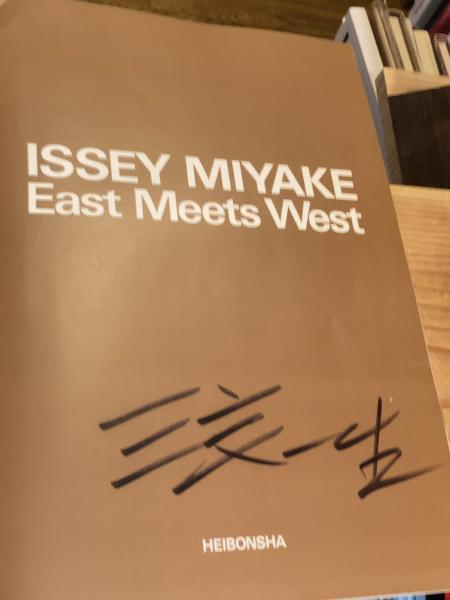 ISSEY MIYAKE
East Meets West
三宅一生
HEIBONSHA